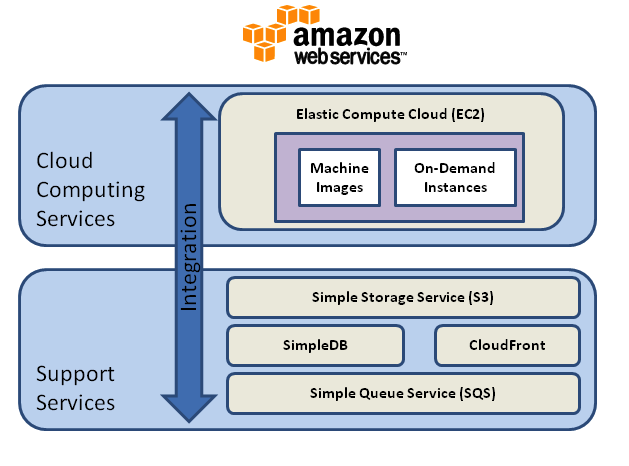 amazon
webservices™
Elastic Compute Cloud (EC2)
Machine
Images
On-Demand
Instances
Cloud
Computing
Services
Integration
Simple Storage Service (S3)
SimpleDB
CloudFront
Simple Queue Service (SQS)
Support
Services